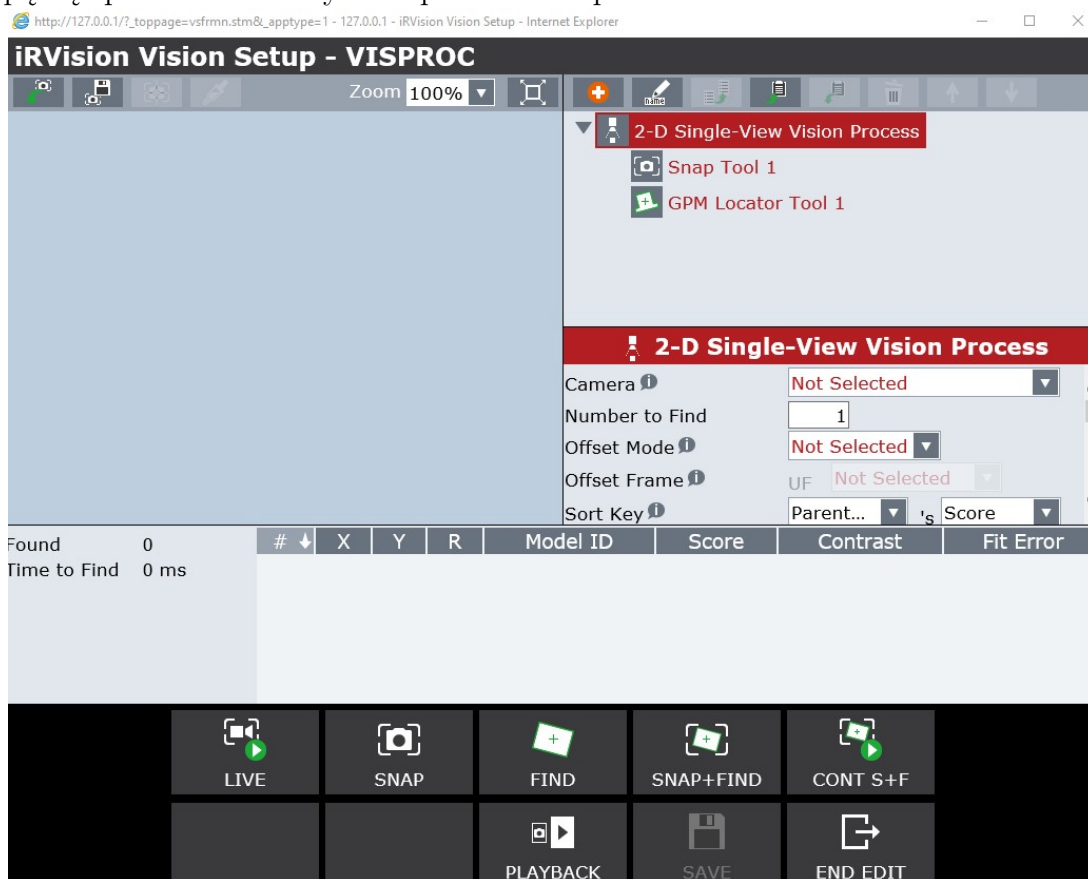 http://127.0.0.1/?_toppage=vsfrmn.stm&_apptype=1 - 127.0.0.1 - iRVision Vision Setup - Internet Explorer
iRVision Vision Setup - VISPROC
Zoom 100%
name
2-D Single-View Vision Process
Snap Tool 1
GPM Locator Tool 1
2-D Single-View Vision Process
Camera Not Selected
Number to Find 1
Offset Mode Not Selected
Offset Frame UF Not Selected
Sort Key Parent... 's Score
Found 0 # X Y R Model ID Score Contrast Fit Error
Time to Find 0 ms
LIVE SNAP FIND SNAP+FIND CONT S+F
PLAYBACK SAVE END EDIT